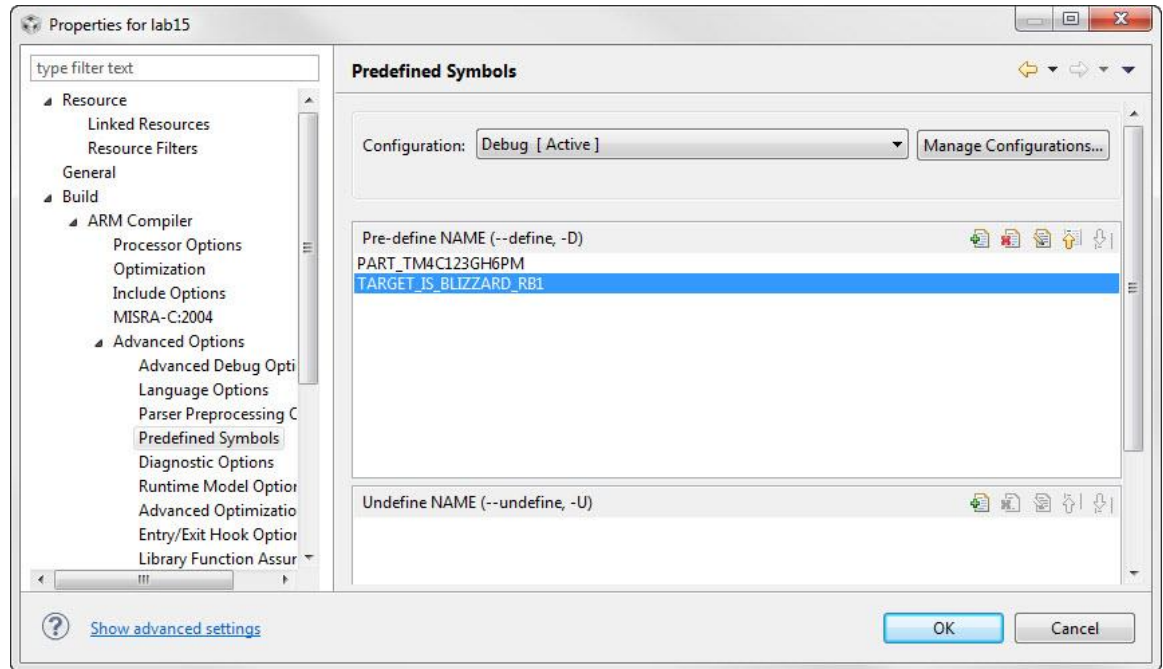 Properties for lab15
type filter text
Resource
Linked Resources
Resource Filters
General
Build
ARM Compiler
Processor Options
Optimization
Include Options
MISRA-C:2004
Advanced Options
Advanced Debug Opti
Language Options
Parser Preprocessing C
Predefined Symbols
Diagnostic Options
Runtime Model Option
Advanced Optimizatio
Entry/Exit Hook Option
Library Function Assur
Predefined Symbols
Configuration: Debug [ Active ] Manage Configurations...
Pre-define NAME (--define, -D)
PART_TM4C123GH6PM
TARGET_IS_BLIZZARD_RB1
Undefine NAME (--undefine, -U)
Show advanced settings
OK Cancel